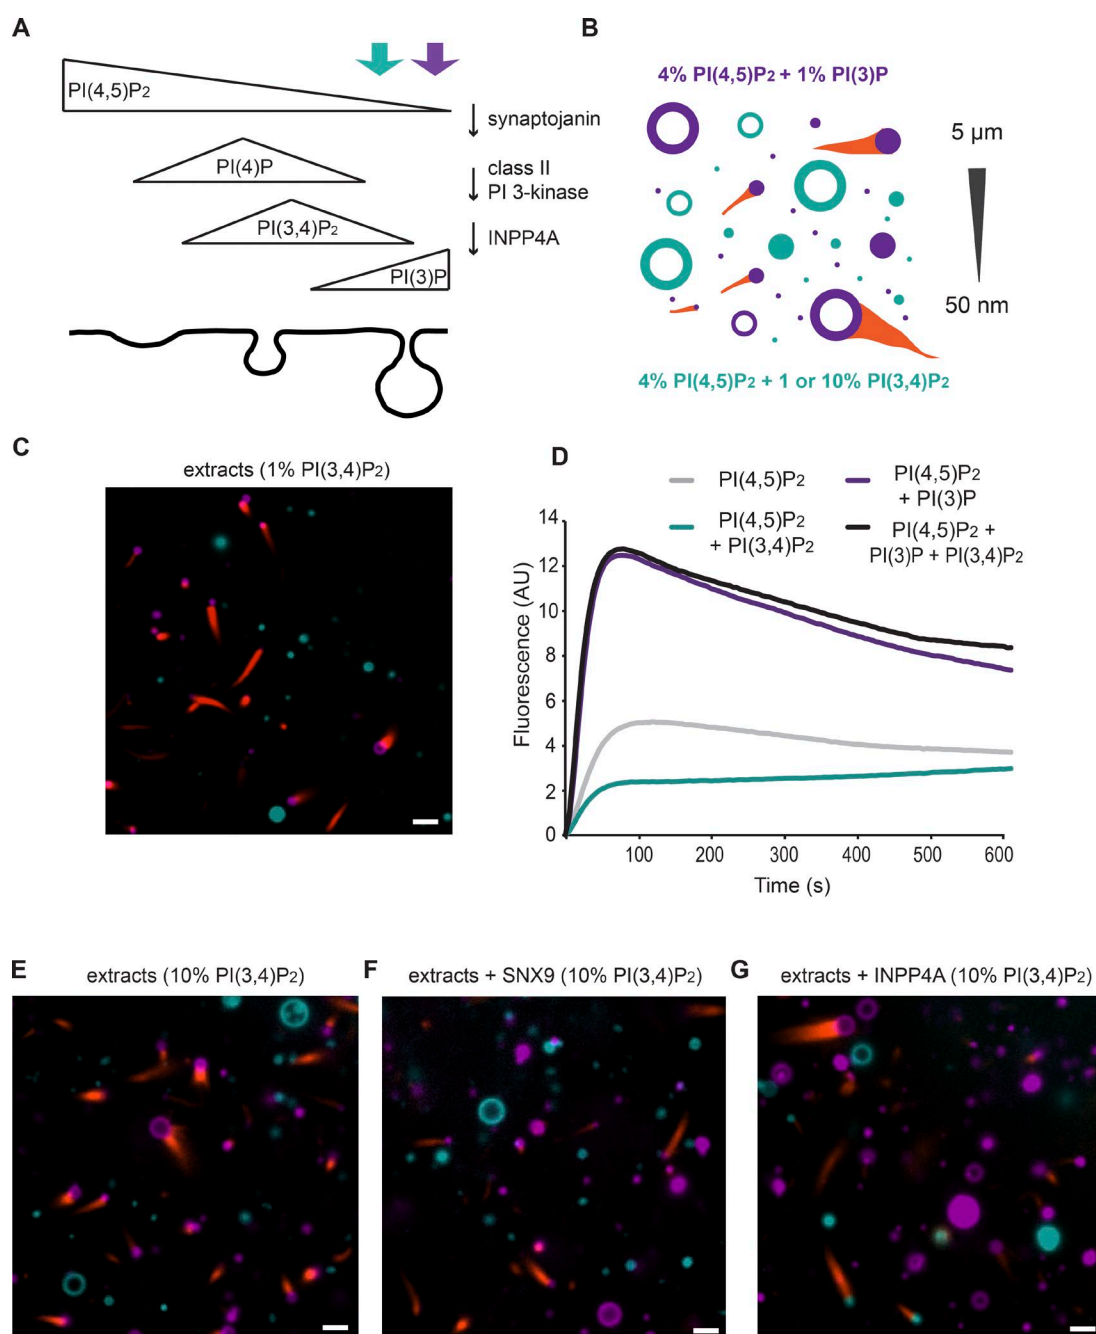 A
PI(4,5)P2
synaptojanin
PI(4)P
class II
PI 3-kinase
PI(3,4)P2
INPP4A
PI(3)P
B
4% PI(4,5)P2 + 1% PI(3)P
5 µm
50 nm
4% PI(4,5)P2 + 1 or 10% PI(3,4)P2
C
extracts (1% PI(3,4)P2)
D
PI(4,5)P2
PI(4,5)P2
+ PI(3)P
PI(4,5)P2
+ PI(3,4)P2
PI(4,5)P2 +
PI(3)P + PI(3,4)P2
Fluorescence (AU)
14
12
10
8
6
4
2
0
100
200
300
400
500
600
Time (s)
E
extracts (10% PI(3,4)P2)
F
extracts + SNX9 (10% PI(3,4)P2)
G
extracts + INPP4A (10% PI(3,4)P2)